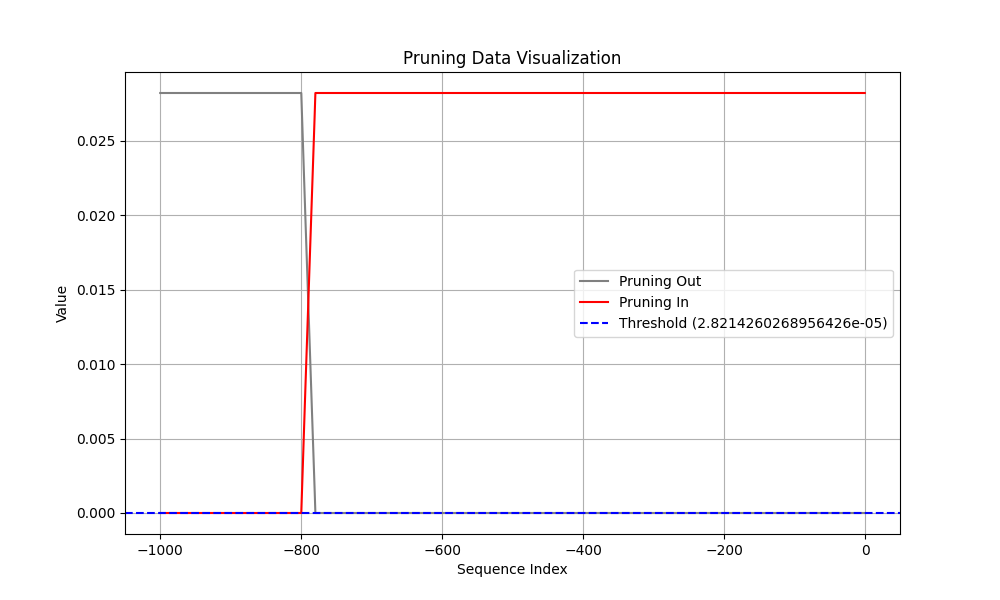 Pruning Data Visualization
Value
0.025
0.020
0.015
0.010
0.005
0.000
Pruning Out
Pruning In
Threshold (2.8214260268956426e-05)
−1000
−800
−600
−400
−200
0
Sequence Index